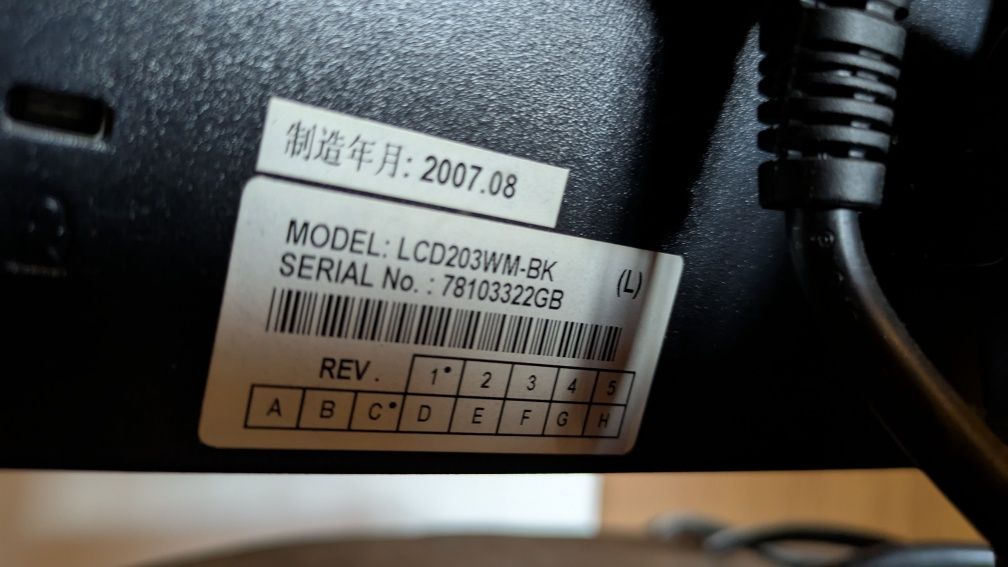 制造年月: 2007.08
MODEL: LCD203WM-BK
(L)
SERIAL No. : 78103322GB
REV. 1• 2 3 4 5
A B C• D E F G H